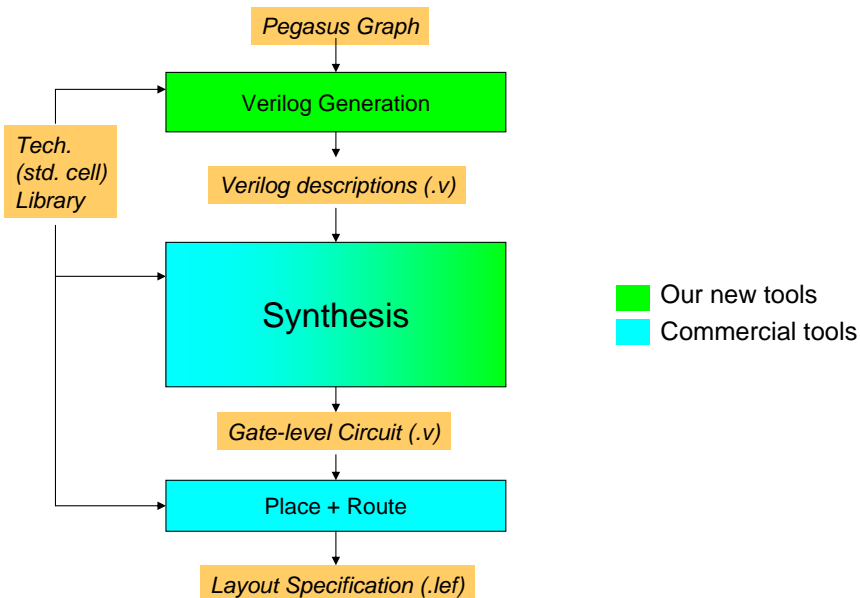 Pegasus Graph
Verilog Generation
Tech.
(std. cell)
Library
Verilog descriptions (.v)
Synthesis
Our new tools
Commercial tools
Gate-level Circuit (.v)
Place + Route
Layout Specification (.lef)